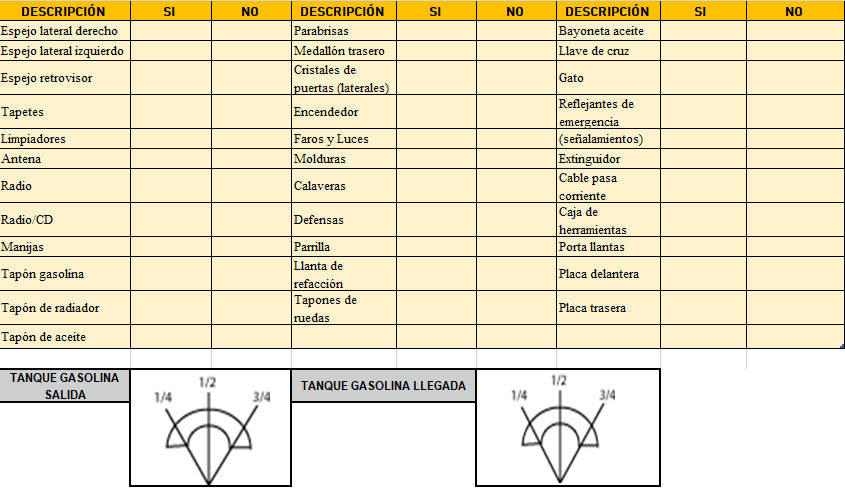 DESCRIPCIÓN SI NO DESCRIPCIÓN SI NO DESCRIPCIÓN SI NO
Espejo lateral derecho Parabrisas Bayoneta aceite
Espejo lateral izquierdo Medallón trasero Llave de cruz
Espejo retrovisor Cristales de puertas (laterales) Gato
Tapetes Encendedor Reflejantes de emergencia
Limpiadores Faros y Luces (señalamientos)
Antena Molduras Extinguidor
Radio Calaveras Cable pasa corriente
Radio/CD Defensas Caja de herramientas
Manijas Parrilla Porta llantas
Tapón gasolina Llanta de refacción Placa delantera
Tapón de radiador Tapones de ruedas Placa trasera
Tapón de aceite
TANQUE GASOLINA SALIDA
1/4 1/2 3/4
TANQUE GASOLINA LLEGADA
1/4 1/2 3/4